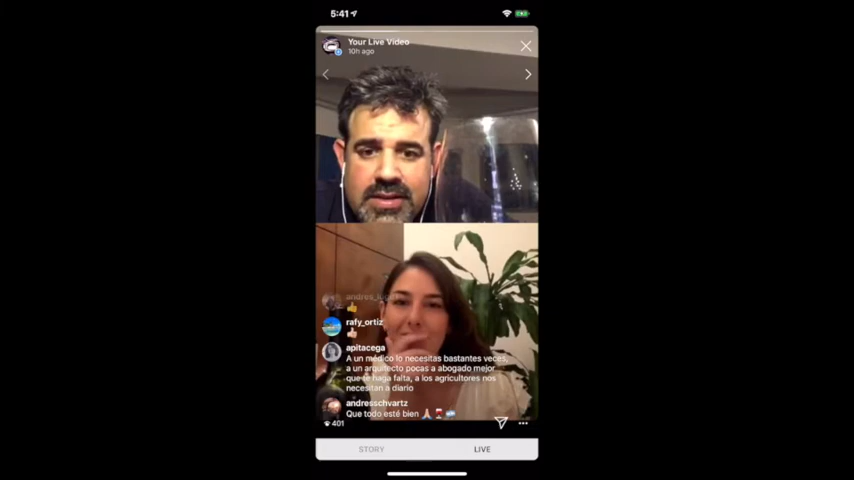 5:41
Your Live Video
10h ago
rafy_ortiz
apitacega
A un médico lo necesitas bastantes veces,
a un arquitecto pocas a abogado mejor
que te haga falta, a los agricultores nos
necesitan a diario
andresschvartz
Que todo esté bien
401
STORY
LIVE